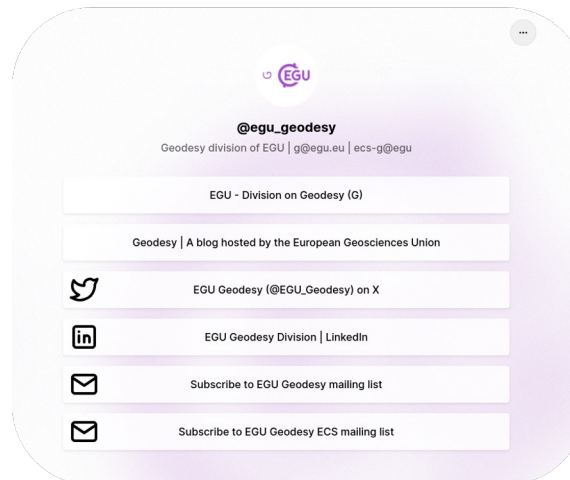 G EGU
@egu_geodesy
Geodesy division of EGU | g@egu.eu | ecs-g@egu
EGU - Division on Geodesy (G)
Geodesy | A blog hosted by the European Geosciences Union
EGU Geodesy (@EGU_Geodesy) on X
in EGU Geodesy Division | LinkedIn
Subscribe to EGU Geodesy mailing list
Subscribe to EGU Geodesy ECS mailing list